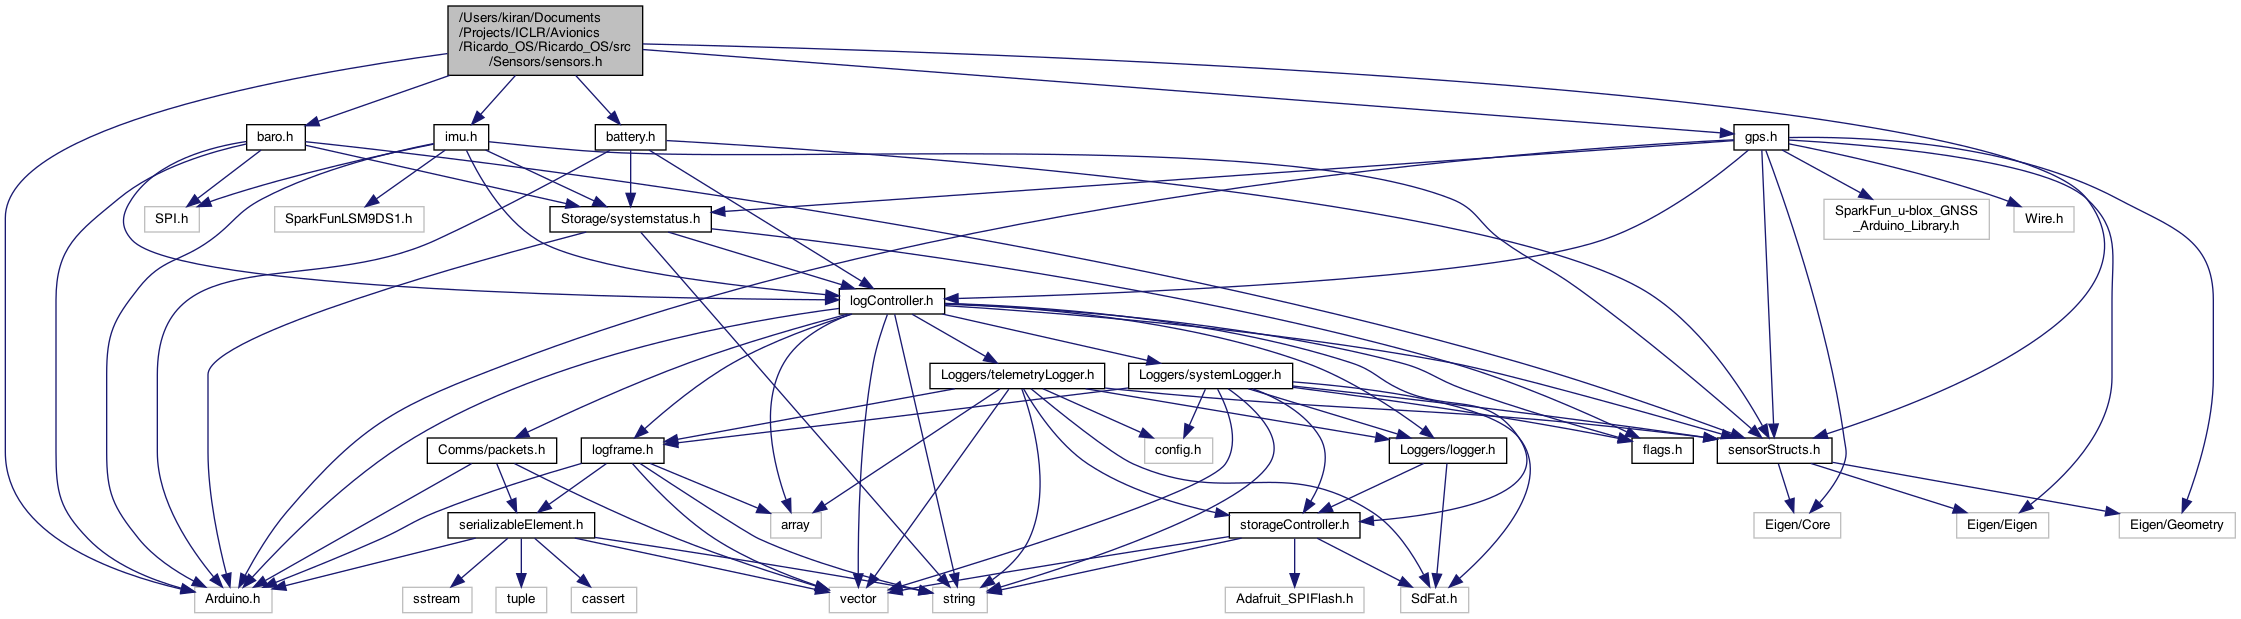 /Users/kiran/Documents
/Projects/ICLR/Avionics
/Ricardo_OS/Ricardo_OS/src
/Sensors/sensors.h
baro.h
imu.h
battery.h
gps.h
SPI.h
SparkFunLSM9DS1.h
Storage/systemstatus.h
SparkFun_u-blox_GNSS
_Arduino_Library.h
Wire.h
logController.h
Loggers/telemetryLogger.h
Loggers/systemLogger.h
Comms/packets.h
logframe.h
config.h
Loggers/logger.h
flags.h
sensorStructs.h
serializableElement.h
array
storageController.h
Eigen/Core
Eigen/Eigen
Eigen/Geometry
Arduino.h
sstream
tuple
cassert
vector
string
Adafruit_SPIFlash.h
SdFat.h